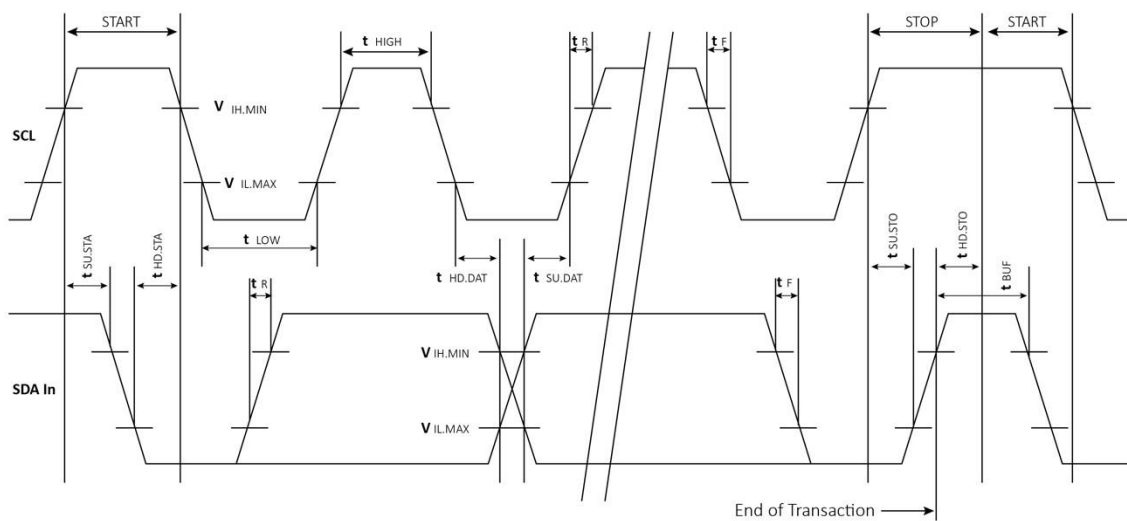 START
STOP
START
t HIGH
t R
t F
V IH.MIN
SCL
V IL.MAX
t SU.STA
t HD.STA
t LOW
t HD.DAT
t SU.DAT
t SU.STO
t HD.STO
t R
t F
t BUF
V IH.MIN
SDA In
V IL.MAX
End of Transaction